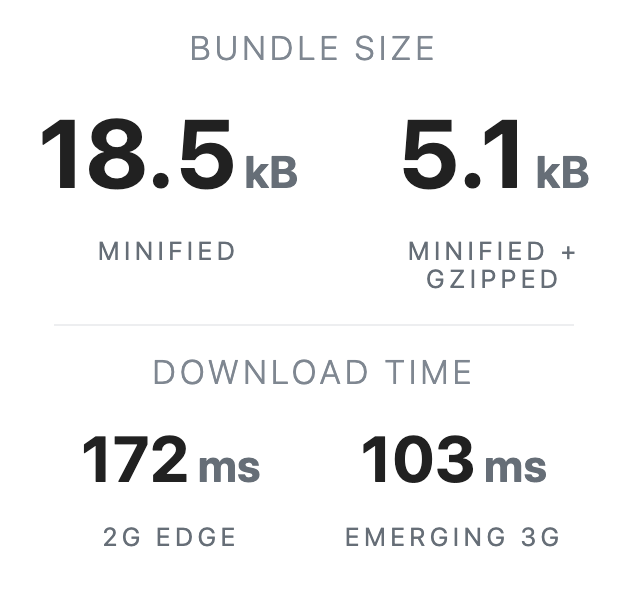 BUNDLE SIZE
18.5 kB 5.1 kB
MINIFIED MINIFIED +
GZIPPED
DOWNLOAD TIME
172 ms 103 ms
2G EDGE EMERGING 3G